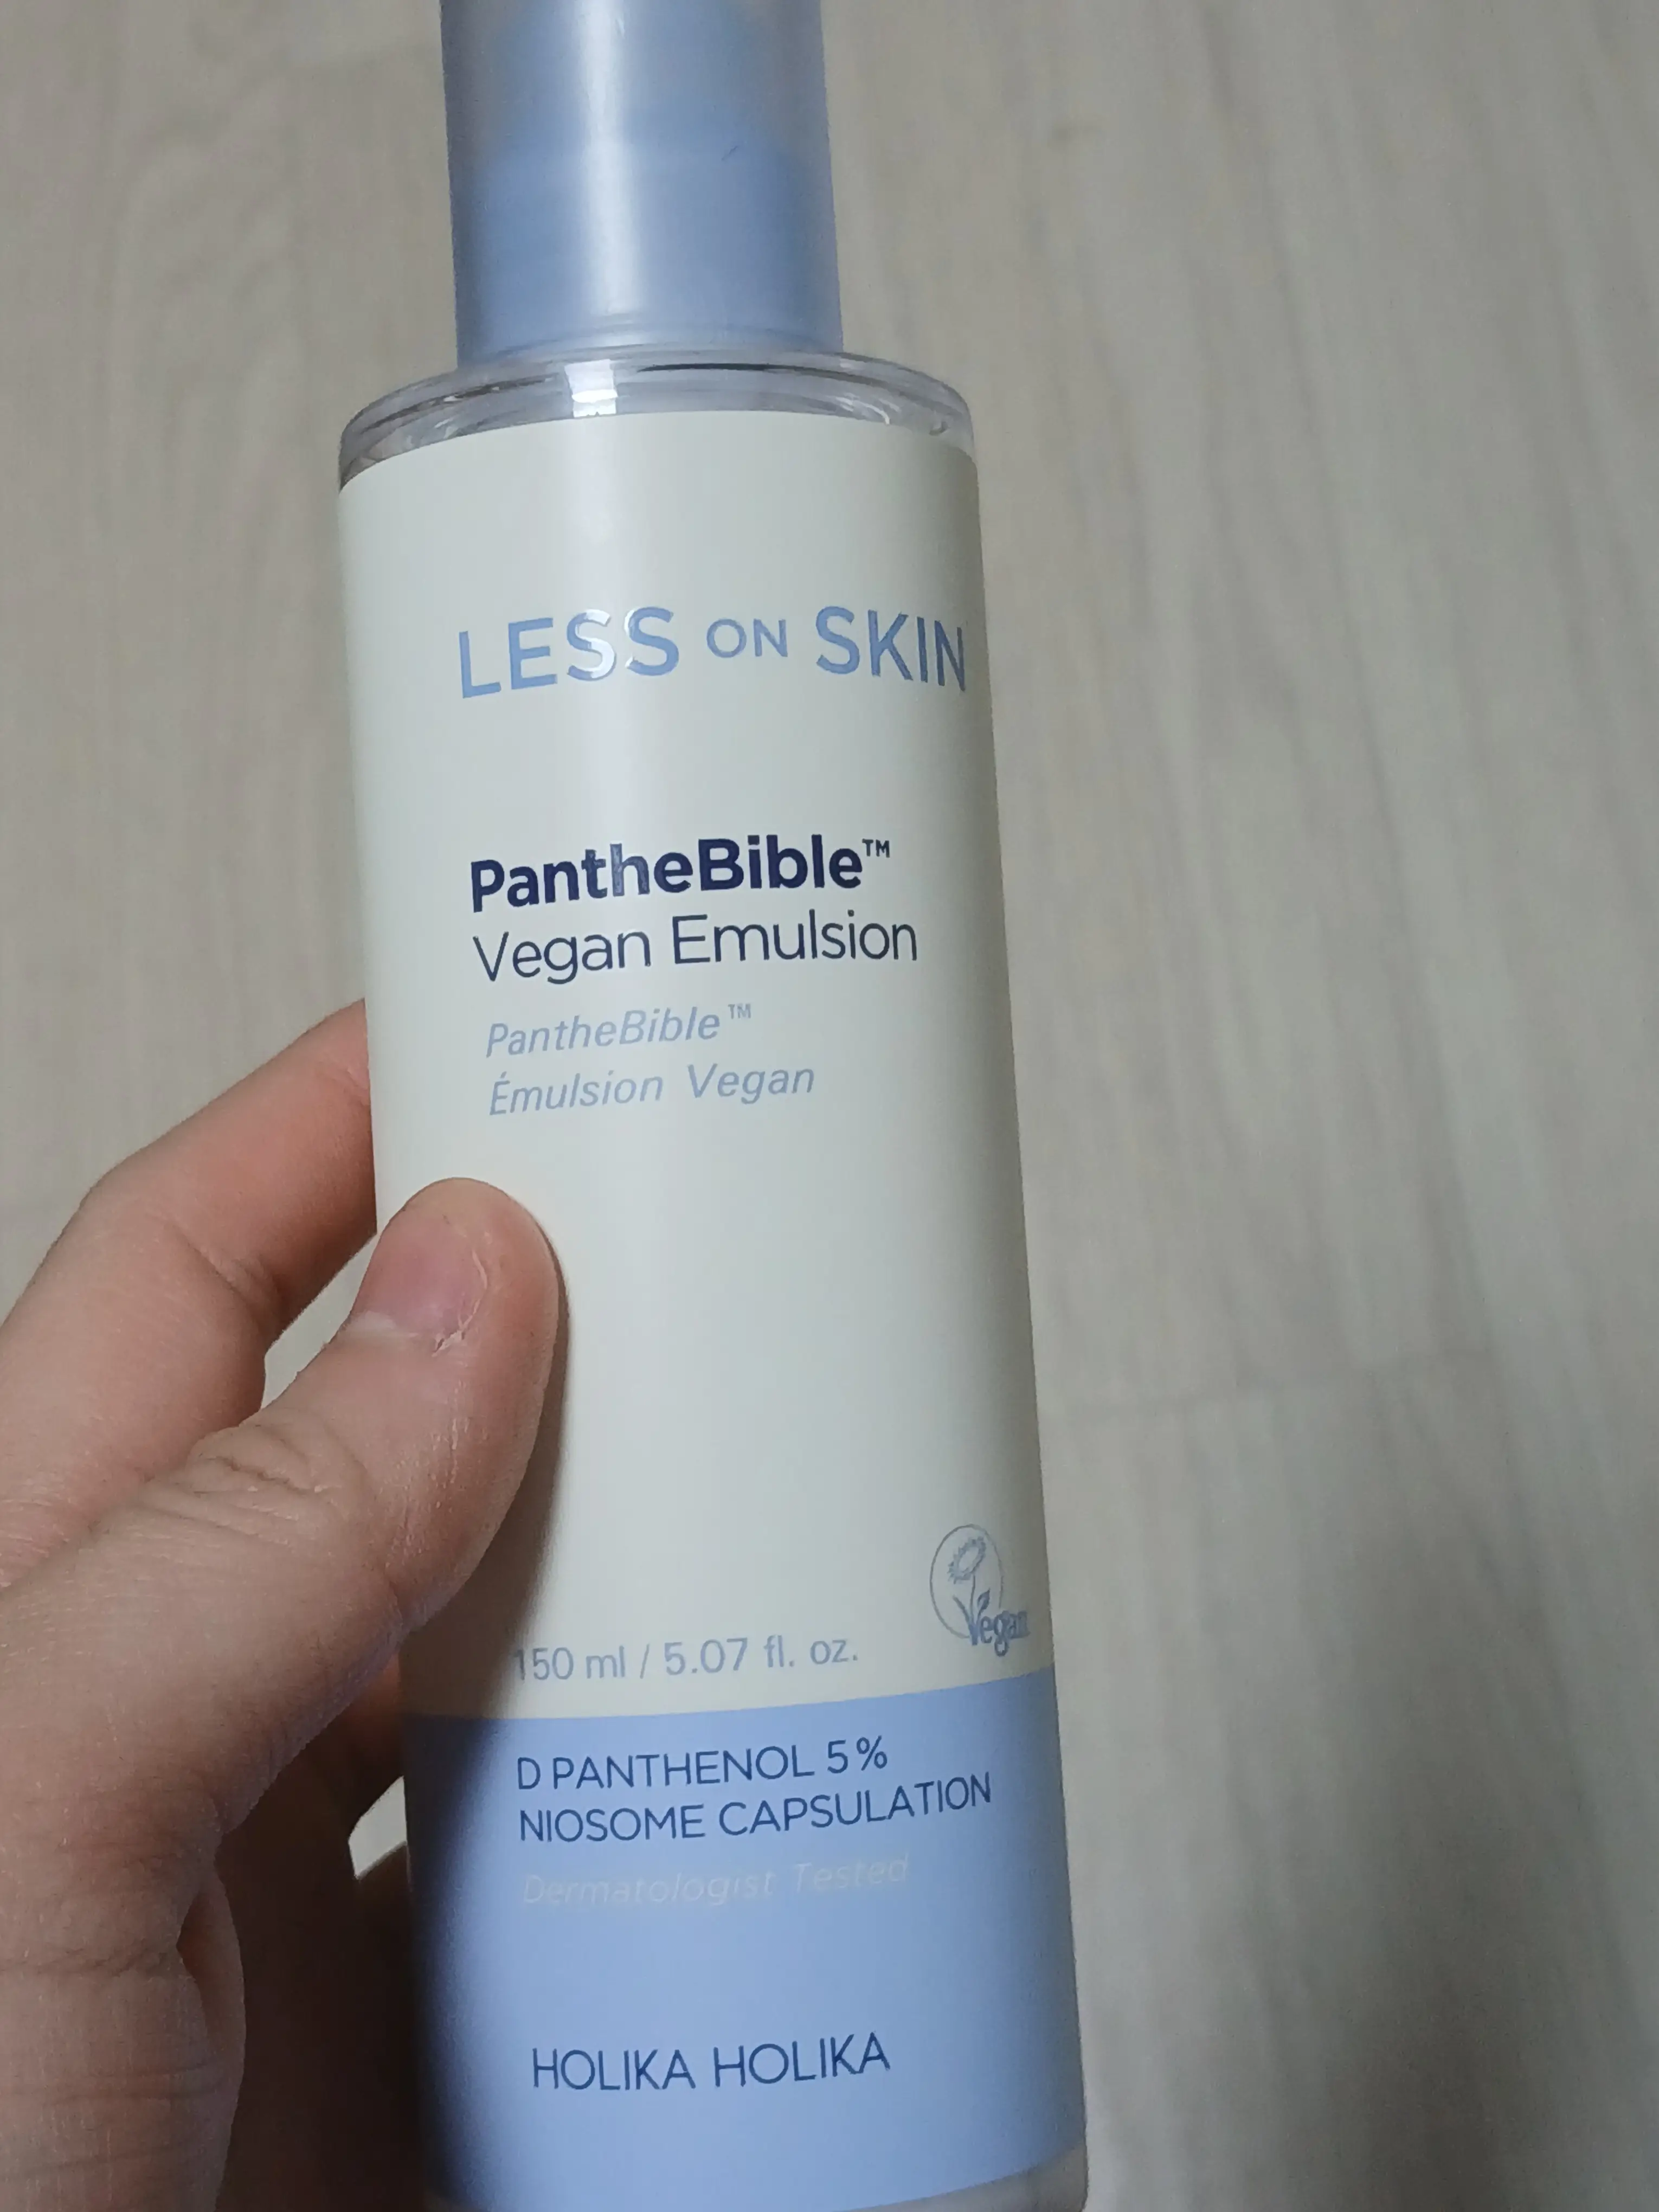 LESS ON SKIN
PantheBible™
Vegan Emulsion
PantheBible™
Émulsion Vegan
Vegan
150 ml / 5.07 fl. oz.
D PANTHENOL 5%
NIOSOME CAPSULATION
Dermatologist Tested
HOLIKA HOLIKA